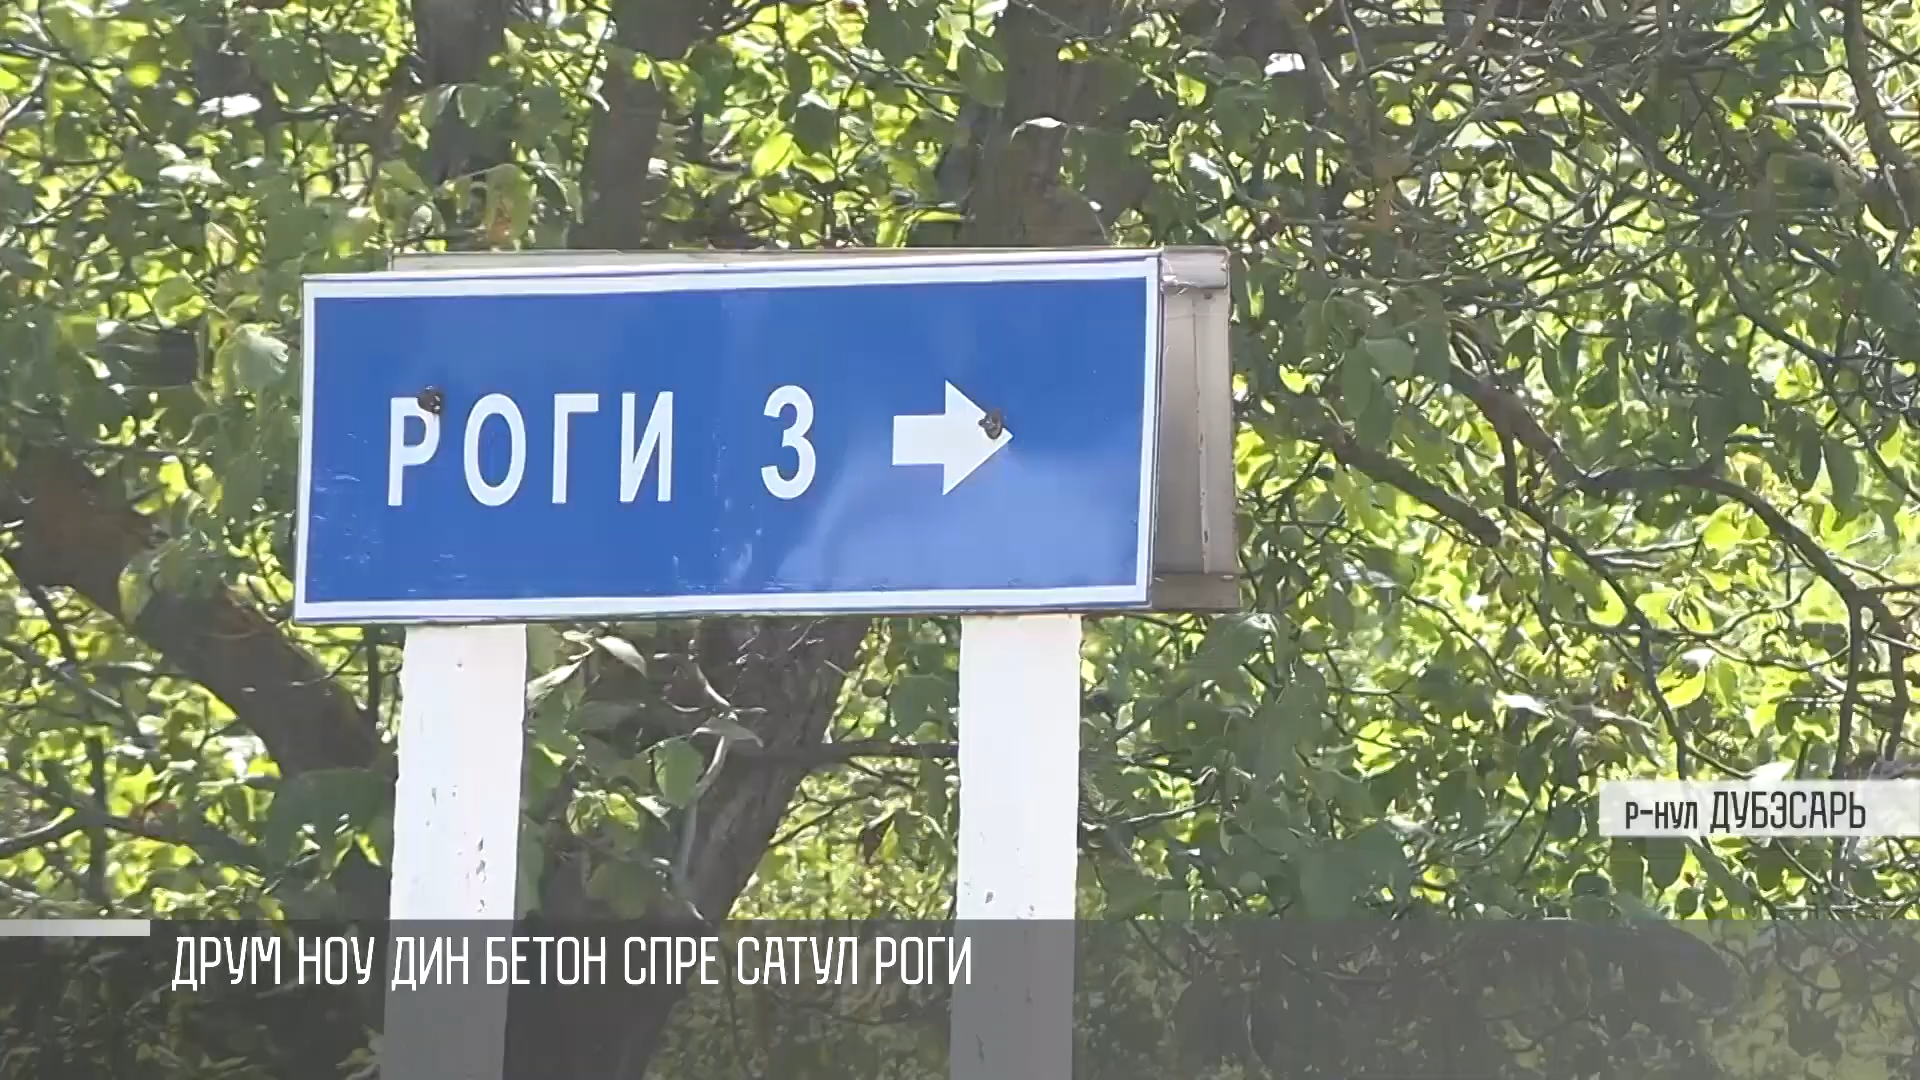 РОГИ 3
р-нул ДУБЭСАРЬ
ДРУМ НОУ ДИН БЕТОН СПРЕ САТУЛ РОГИ